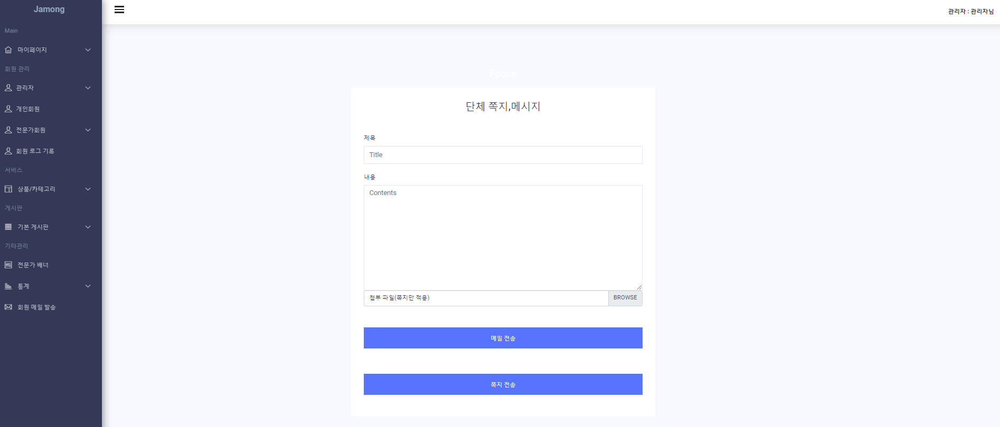 Jamong
관리자 : 관리자님
Main
마이페이지
회원 관리
관리자
개인회원
전문가회원
회원 로그 기록
서비스
상품/카테고리
게시판
기본 게시판
기타관리
전문가 배너
통계
회원 메일 발송
Focus
단체 쪽지,메시지
제목
Title
내용
Contents
첨부 파일(쪽지만 적용)
BROWSE
메일 전송
쪽지 전송